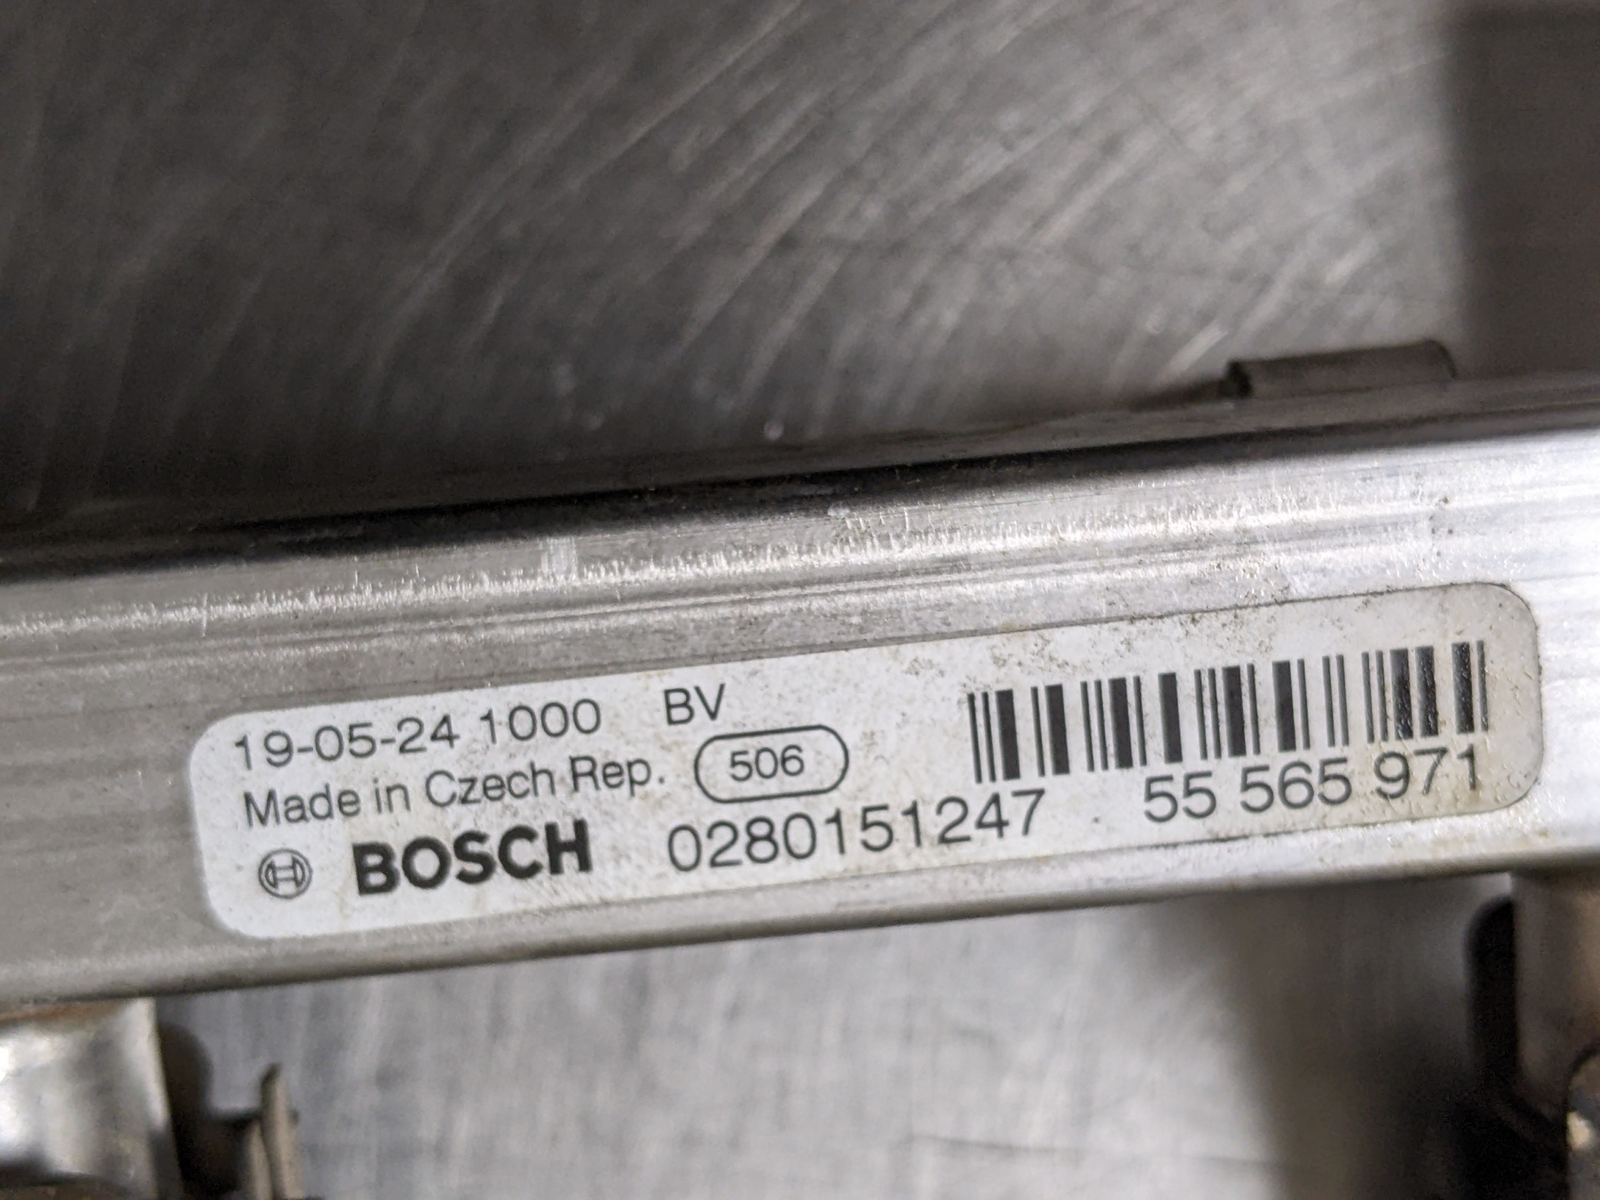 19-05-24 1000 BV
Made in Czech Rep. 506
BOSCH 0280151247 55 565 971